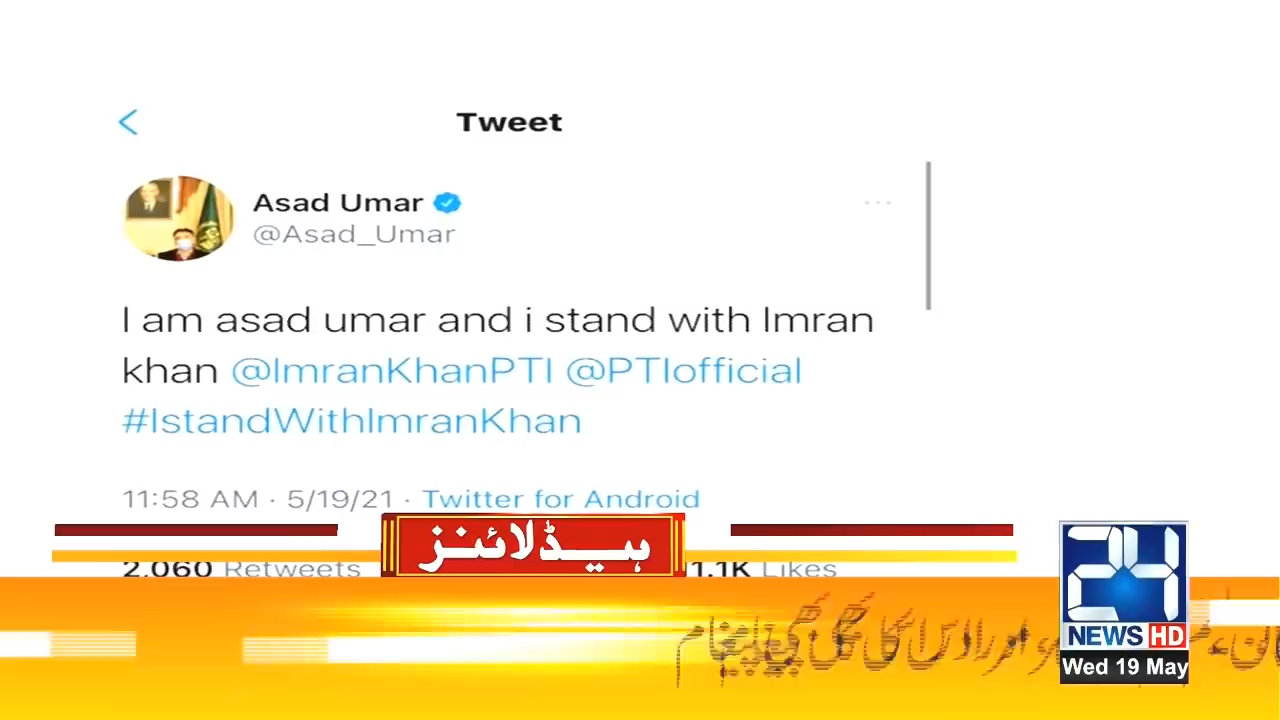 Tweet
Asad Umar
@Asad_Umar
I am asad umar and i stand with Imran
khan @ImranKhanPTI @PTIofficial
#IstandWithImranKhan
11:58 AM · 5/19/21 · Twitter for Android
2,060 Retweets 11.1K Likes
ہیڈلائنز
24
NEWS HD
Wed 19 May